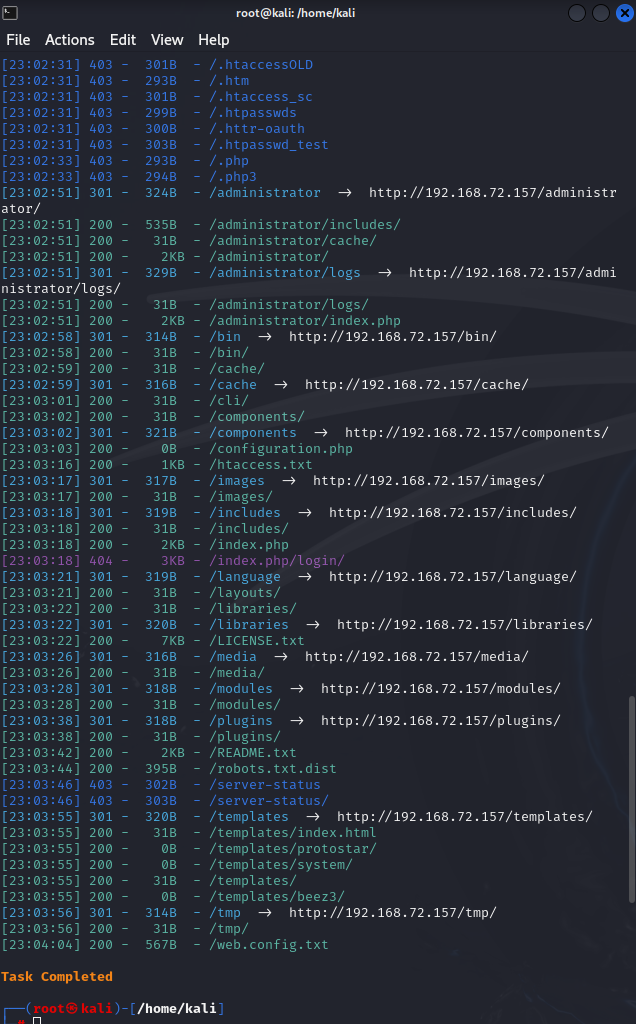 root@kali: /home/kali
File Actions Edit View Help
[23:02:31] 403 - 301B - /.htaccessOLD
[23:02:31] 403 - 293B - /.htm
[23:02:31] 403 - 301B - /.htaccess_sc
[23:02:31] 403 - 299B - /.htpasswds
[23:02:31] 403 - 300B - /.httr-oauth
[23:02:31] 403 - 303B - /.htpasswd_test
[23:02:33] 403 - 293B - /.php
[23:02:33] 403 - 294B - /.php3
[23:02:51] 301 - 324B - /administrator → http://192.168.72.157/administr
ator/
[23:02:51] 200 - 535B - /administrator/includes/
[23:02:51] 200 - 31B - /administrator/cache/
[23:02:51] 200 - 2KB - /administrator/
[23:02:51] 301 - 329B - /administrator/logs → http://192.168.72.157/admi
nistrator/logs/
[23:02:51] 200 - 31B - /administrator/logs/
[23:02:51] 200 - 2KB - /administrator/index.php
[23:02:58] 301 - 314B - /bin → http://192.168.72.157/bin/
[23:02:58] 200 - 31B - /bin/
[23:02:59] 200 - 31B - /cache/
[23:02:59] 301 - 316B - /cache → http://192.168.72.157/cache/
[23:03:01] 200 - 31B - /cli/
[23:03:02] 200 - 31B - /components/
[23:03:02] 301 - 321B - /components → http://192.168.72.157/components/
[23:03:03] 200 - 0B - /configuration.php
[23:03:16] 200 - 1KB - /htaccess.txt
[23:03:17] 301 - 317B - /images → http://192.168.72.157/images/
[23:03:17] 200 - 31B - /images/
[23:03:18] 301 - 319B - /includes → http://192.168.72.157/includes/
[23:03:18] 200 - 31B - /includes/
[23:03:18] 200 - 2KB - /index.php
[23:03:18] 404 - 3KB - /index.php/login/
[23:03:21] 301 - 319B - /language → http://192.168.72.157/language/
[23:03:21] 200 - 31B - /layouts/
[23:03:22] 200 - 31B - /libraries/
[23:03:22] 301 - 320B - /libraries → http://192.168.72.157/libraries/
[23:03:22] 200 - 7KB - /LICENSE.txt
[23:03:26] 301 - 316B - /media → http://192.168.72.157/media/
[23:03:26] 200 - 31B - /media/
[23:03:28] 301 - 318B - /modules → http://192.168.72.157/modules/
[23:03:28] 200 - 31B - /modules/
[23:03:38] 301 - 318B - /plugins → http://192.168.72.157/plugins/
[23:03:38] 200 - 31B - /plugins/
[23:03:42] 200 - 2KB - /README.txt
[23:03:44] 200 - 395B - /robots.txt.dist
[23:03:46] 403 - 302B - /server-status
[23:03:46] 403 - 303B - /server-status/
[23:03:55] 301 - 320B - /templates → http://192.168.72.157/templates/
[23:03:55] 200 - 31B - /templates/index.html
[23:03:55] 200 - 0B - /templates/protostar/
[23:03:55] 200 - 0B - /templates/system/
[23:03:55] 200 - 31B - /templates/
[23:03:55] 200 - 0B - /templates/beez3/
[23:03:56] 301 - 314B - /tmp → http://192.168.72.157/tmp/
[23:03:56] 200 - 31B - /tmp/
[23:04:04] 200 - 567B - /web.config.txt
Task Completed
┌──(root㉿kali)-[/home/kali]